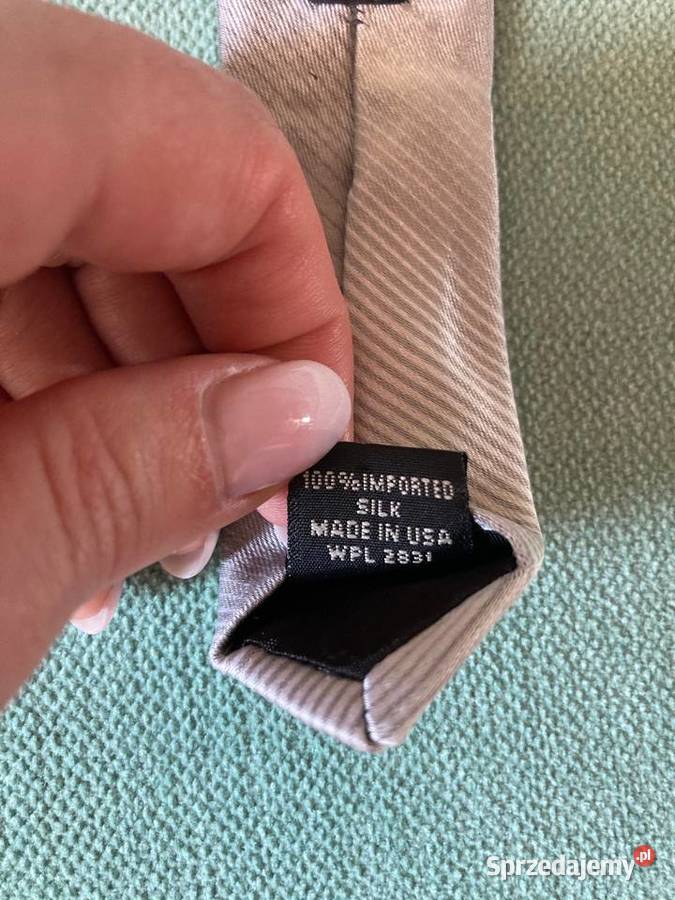 100% IMPORTED
SILK
MADE IN USA
WPL 2831
Sprzedajemy.pl